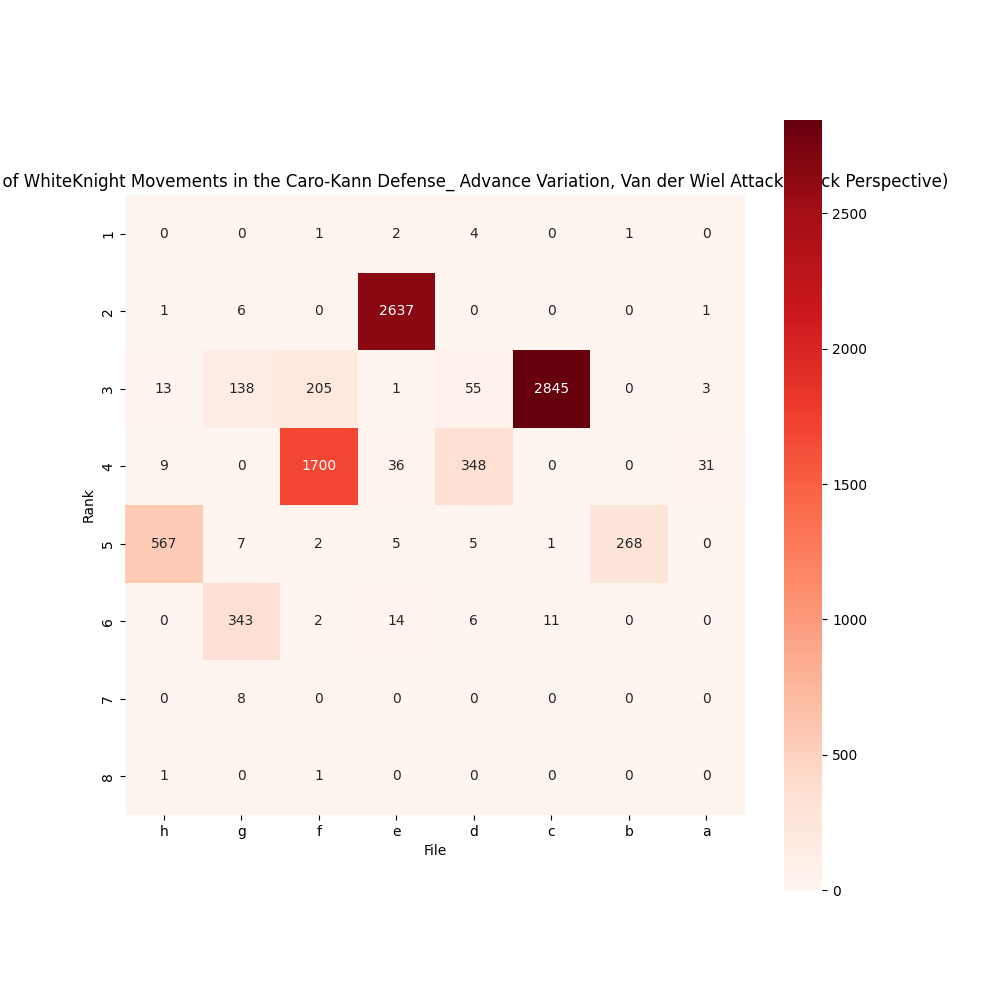 of WhiteKnight Movements in the Caro-Kann Defense_ Advance Variation, Van der Wiel Attack ck Perspective)
1 0 0 1 2 4 0 1 0
2 1 6 0 2637 0 0 0 1
3 13 138 205 1 55 2845 0 3
4 9 0 1700 36 348 0 0 31
5 567 7 2 5 5 1 268 0
6 0 343 2 14 6 11 0 0
7 0 8 0 0 0 0 0 0
8 1 0 1 0 0 0 0 0
h g f e d c b a
File
Rank
2500
2000
1500
1000
500
0